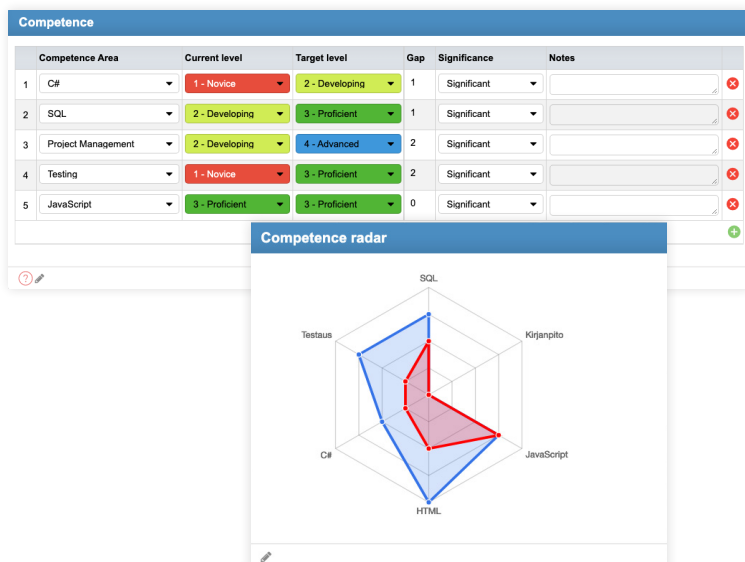 Competence
Competence Area Current level Target level Gap Significance Notes
1 C# 1 - Novice 2 - Developing 1 Significant
2 SQL 2 - Developing 3 - Proficient 1 Significant
3 Project Management 2 - Developing 4 - Advanced 2 Significant
4 Testing 1 - Novice 3 - Proficient 2 Significant
5 JavaScript 3 - Proficient 3 - Proficient 0 Significant
?
Competence radar
SQL
Testaus Kirjanpito
C# JavaScript
HTML